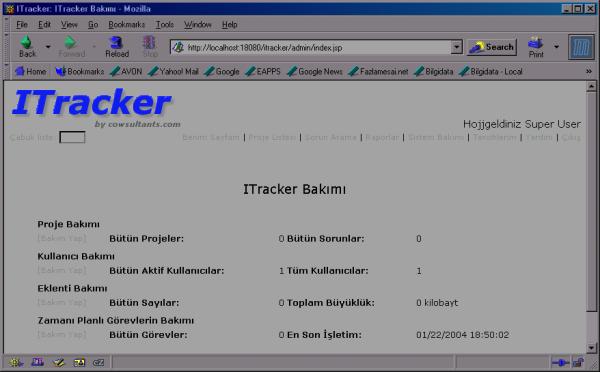 ITracker: ITracker Bakımı - Mozilla
File Edit View Go Bookmarks Tools Window Help
Back Forward Reload Stop http://localhost:18080/itracker/admin/index.jsp Search Print
Home Bookmarks AVON Yahoo! Mail Google EAPPS Google News Fazlamesai.net Bilgidata Bilgidata - Local
ITracker
by cowsultants.com
Hojjgeldiniz Super User
Çabuk liste: Benim Sayfam | Proje Listesi | Sorun Arama | Raporlar | Sistem Bakımı | Tercihlerim | Yardım | Çıkış
ITracker Bakımı
Proje Bakımı
[Bakım Yap] Bütün Projeler: 0 Bütün Sorunlar: 0
Kullanıcı Bakımı
[Bakım Yap] Bütün Aktif Kullanıcılar: 1 Tüm Kullanıcılar: 1
Eklenti Bakımı
[Bakım Yap] Bütün Sayılar: 0 Toplam Büyüklük: 0 kilobayt
Zamanı Planlı Görevlerin Bakımı
[Bakım Yap] Bütün Görevler: 0 En Son İşletim: 01/22/2004 18:50:02